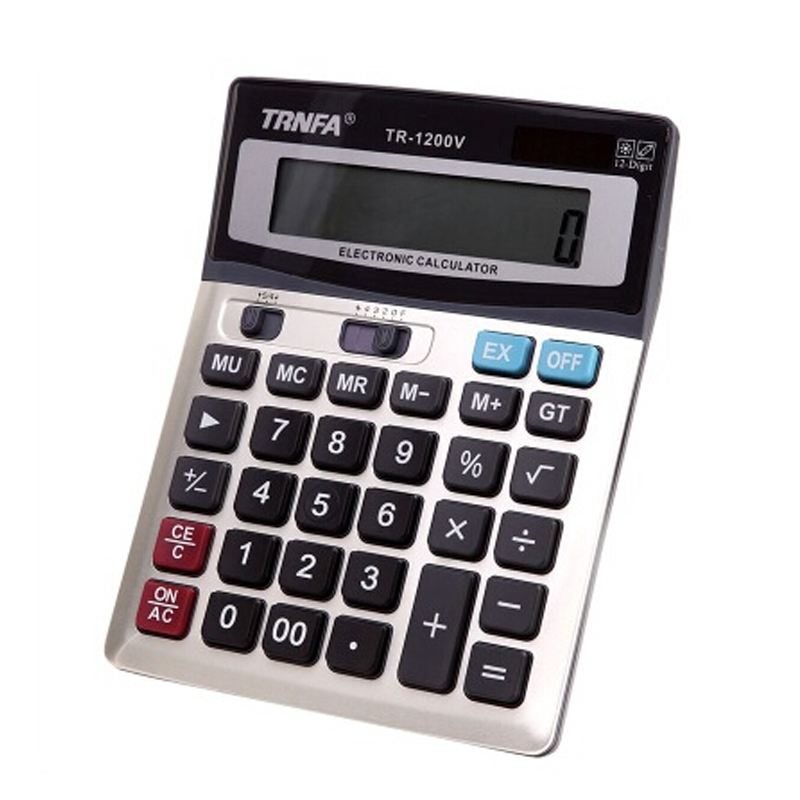 TRNFA®
TR-1200V
12-Digit
0.
ELECTRONIC CALCULATOR
EX OFF
MU MC MR M− M+ GT
▶ 7 8 9 % √
+/− 4 5 6 × ÷
CE/C 1 2 3 + −
ON/AC 0 00 . =